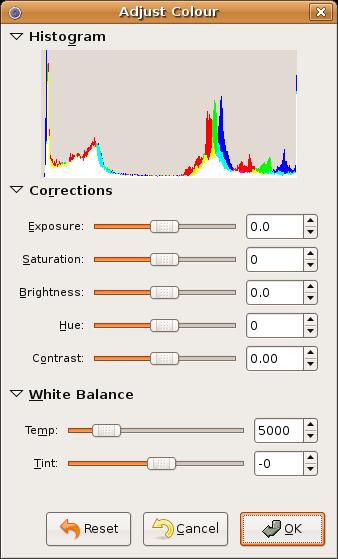 Adjust Colour
Histogram
Corrections
Exposure: 0.0
Saturation: 0
Brightness: 0.0
Hue: 0
Contrast: 0.00
White Balance
Temp: 5000
Tint: -0
Reset Cancel OK